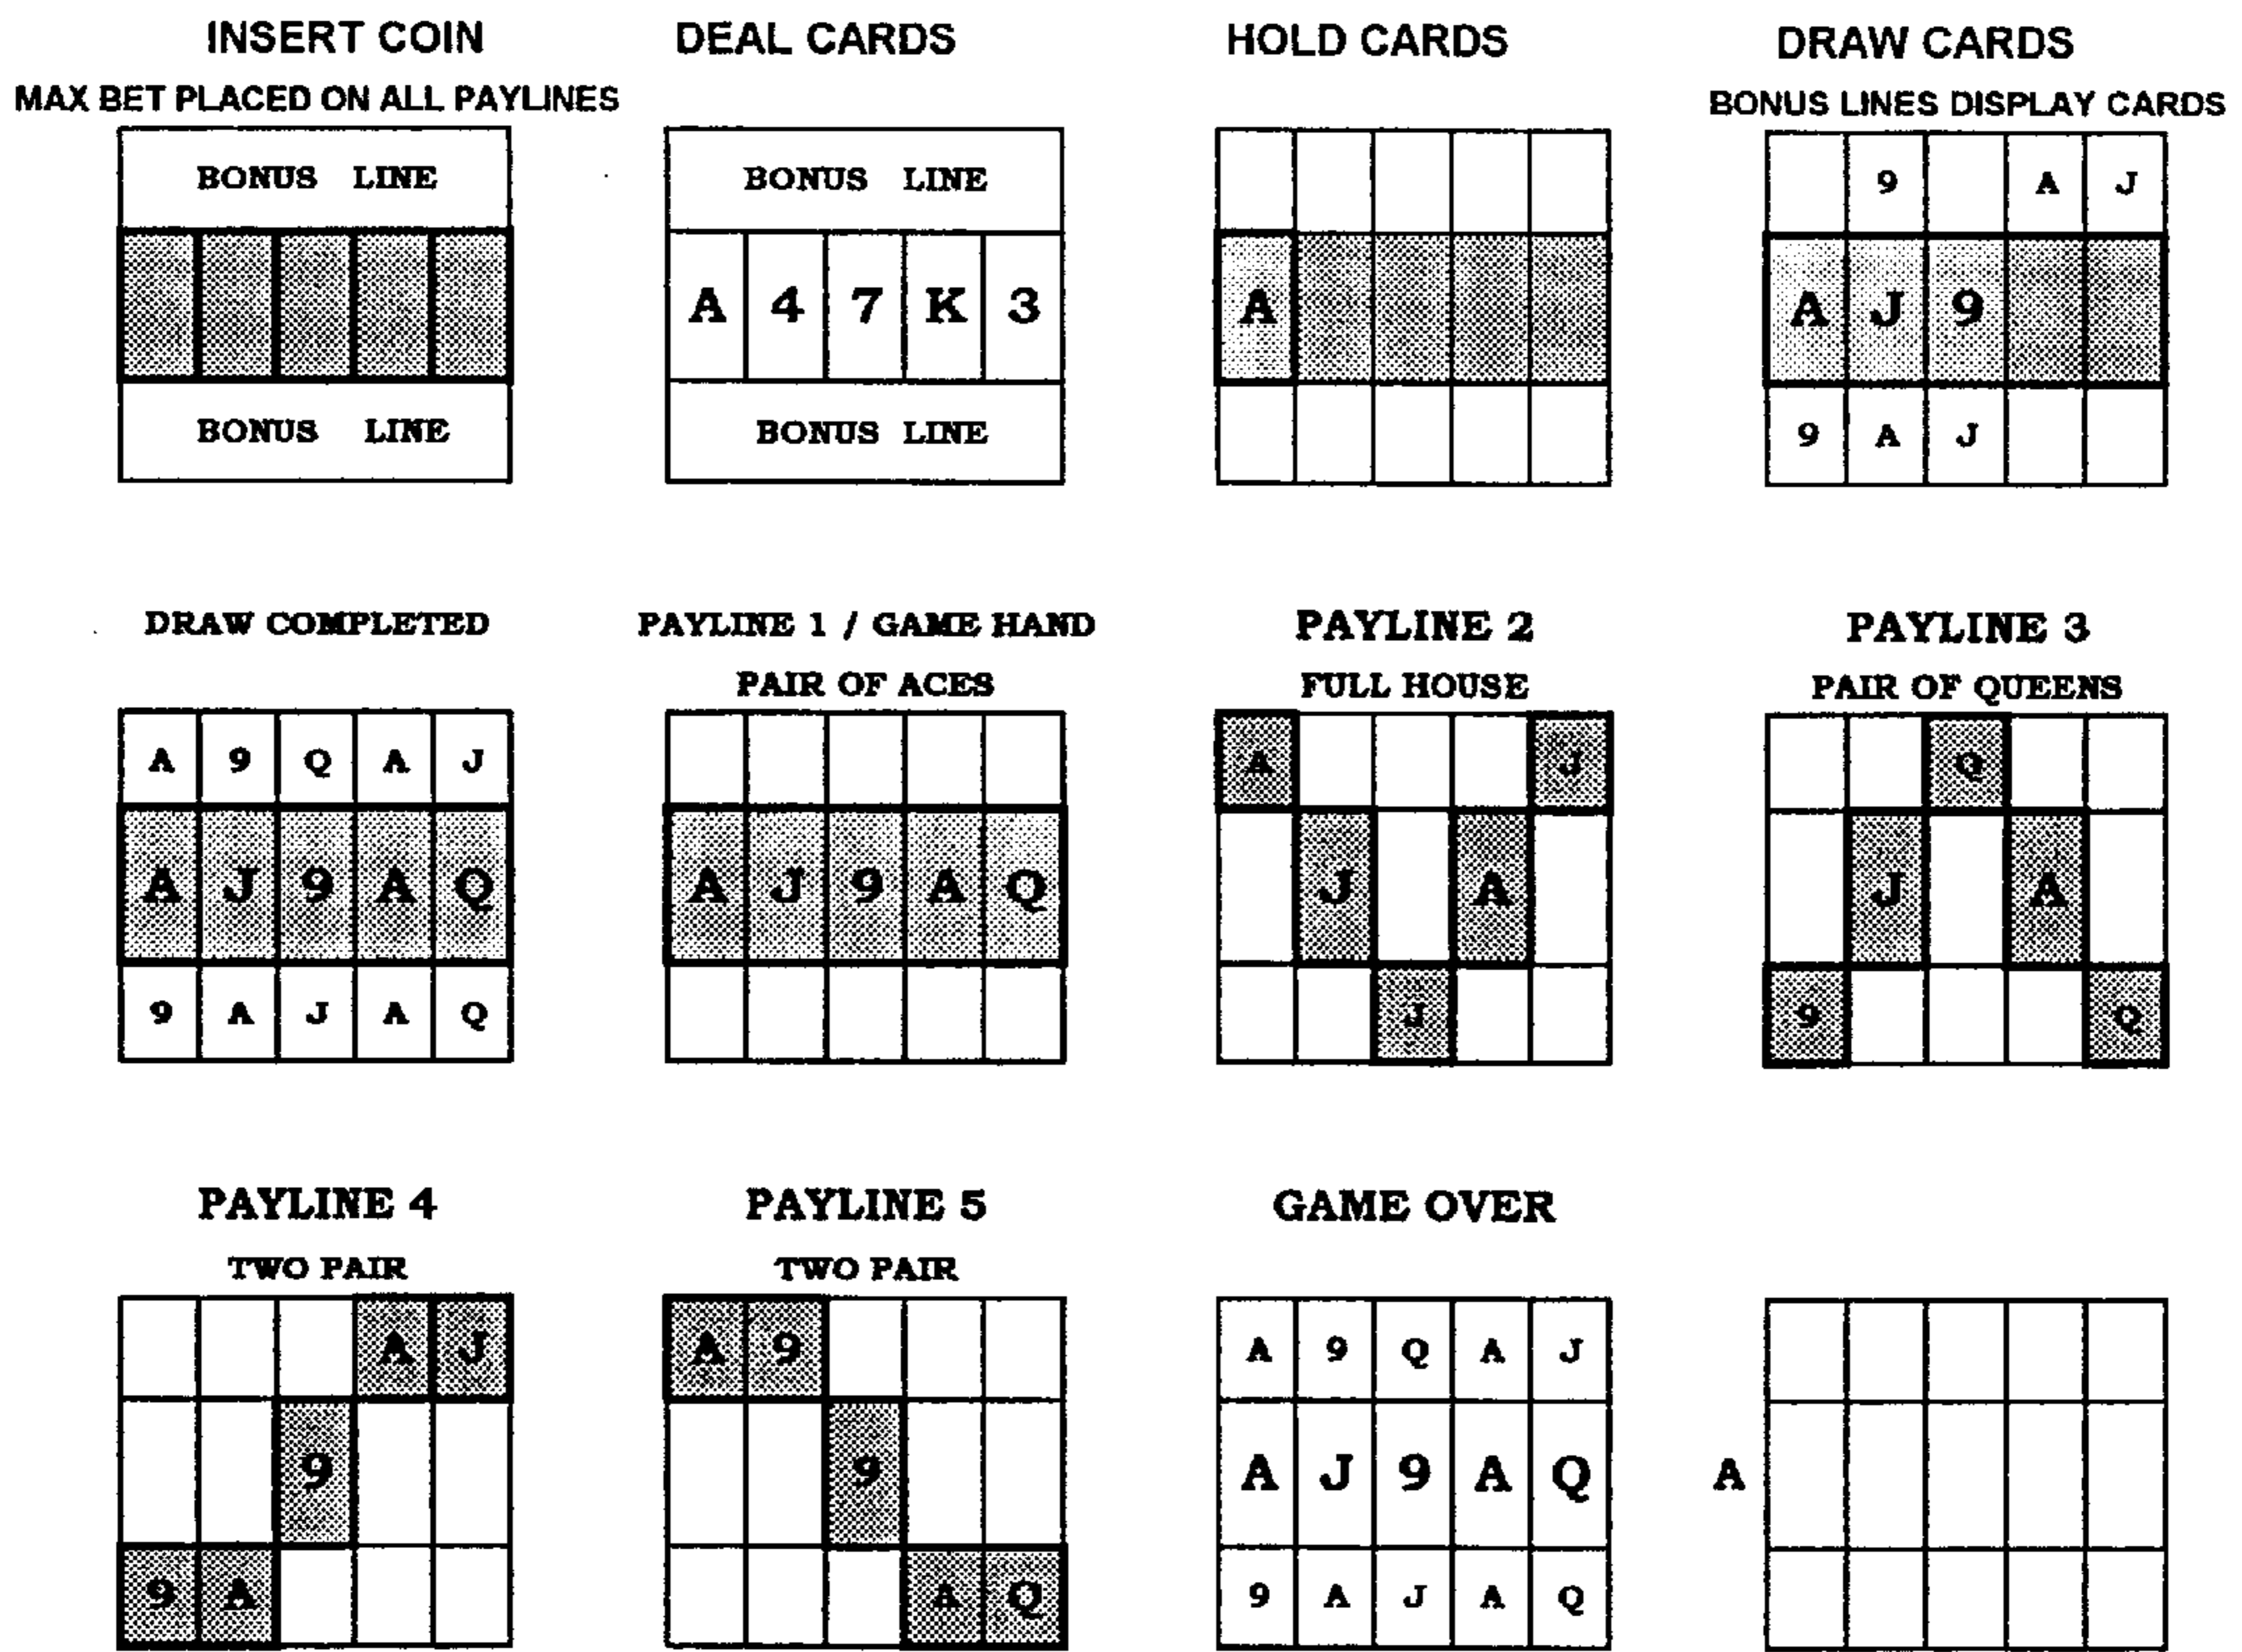 INSERT COIN
MAX BET PLACED ON ALL PAYLINES
BONUS LINE
BONUS LINE
DEAL CARDS
BONUS LINE
A 4 7 K 3
BONUS LINE
HOLD CARDS
A
DRAW CARDS
BONUS LINES DISPLAY CARDS
9 A J
A J 9
9 A J
DRAW COMPLETED
A 9 Q A J
A J 9 A Q
9 A J A Q
PAYLINE 1 / GAME HAND
PAIR OF ACES
A J 9 A Q
PAYLINE 2
FULL HOUSE
A J
J A
J
PAYLINE 3
PAIR OF QUEENS
Q
J A
9 Q
PAYLINE 4
TWO PAIR
A J
9
9 A
PAYLINE 5
TWO PAIR
A 9
9
A Q
GAME OVER
A 9 Q A J
A J 9 A Q
9 A J A Q
A